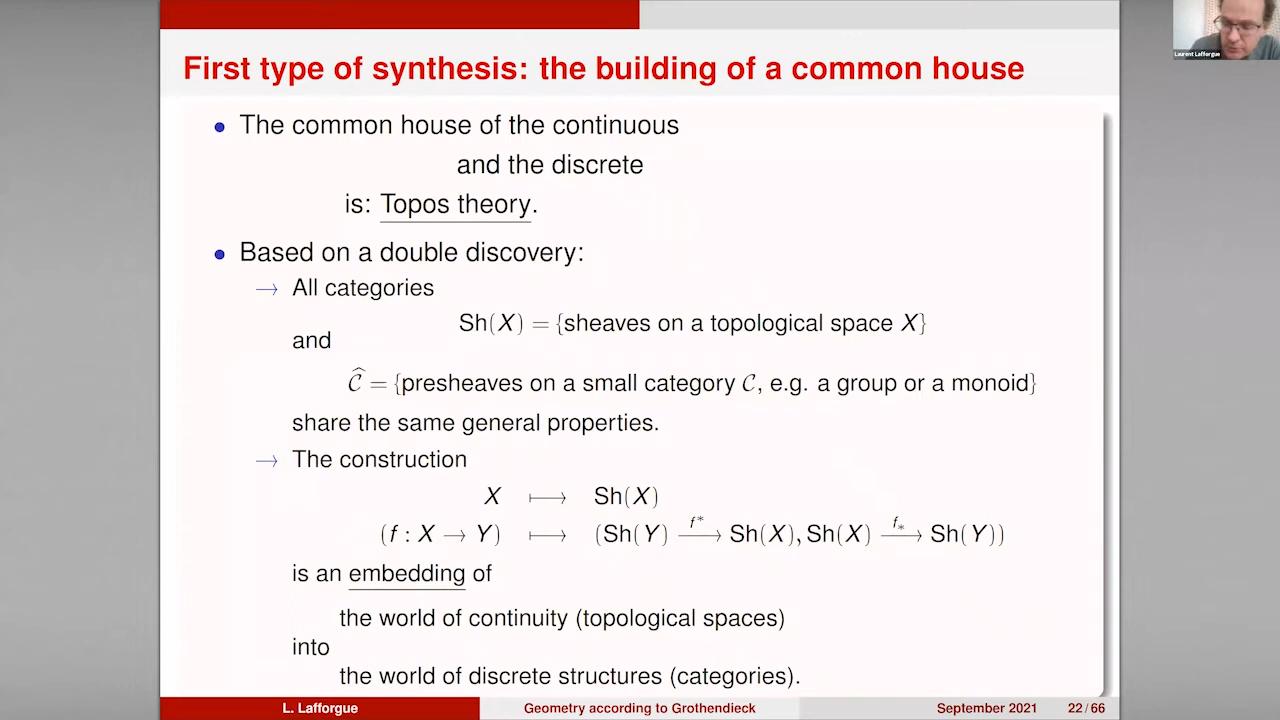 Laurent Lafforgue
First type of synthesis: the building of a common house
• The common house of the continuous
and the discrete
is: Topos theory.
• Based on a double discovery:
→ All categories
Sh(X) = {sheaves on a topological space X}
and
𝒞̂ = {presheaves on a small category 𝒞, e.g. a group or a monoid}
share the same general properties.
→ The construction
X ⟼ Sh(X)
(f : X → Y) ⟼ (Sh(Y) —f*→ Sh(X), Sh(X) —f_*→ Sh(Y))
is an embedding of
the world of continuity (topological spaces)
into
the world of discrete structures (categories).
L. Lafforgue Geometry according to Grothendieck September 2021 22 / 66